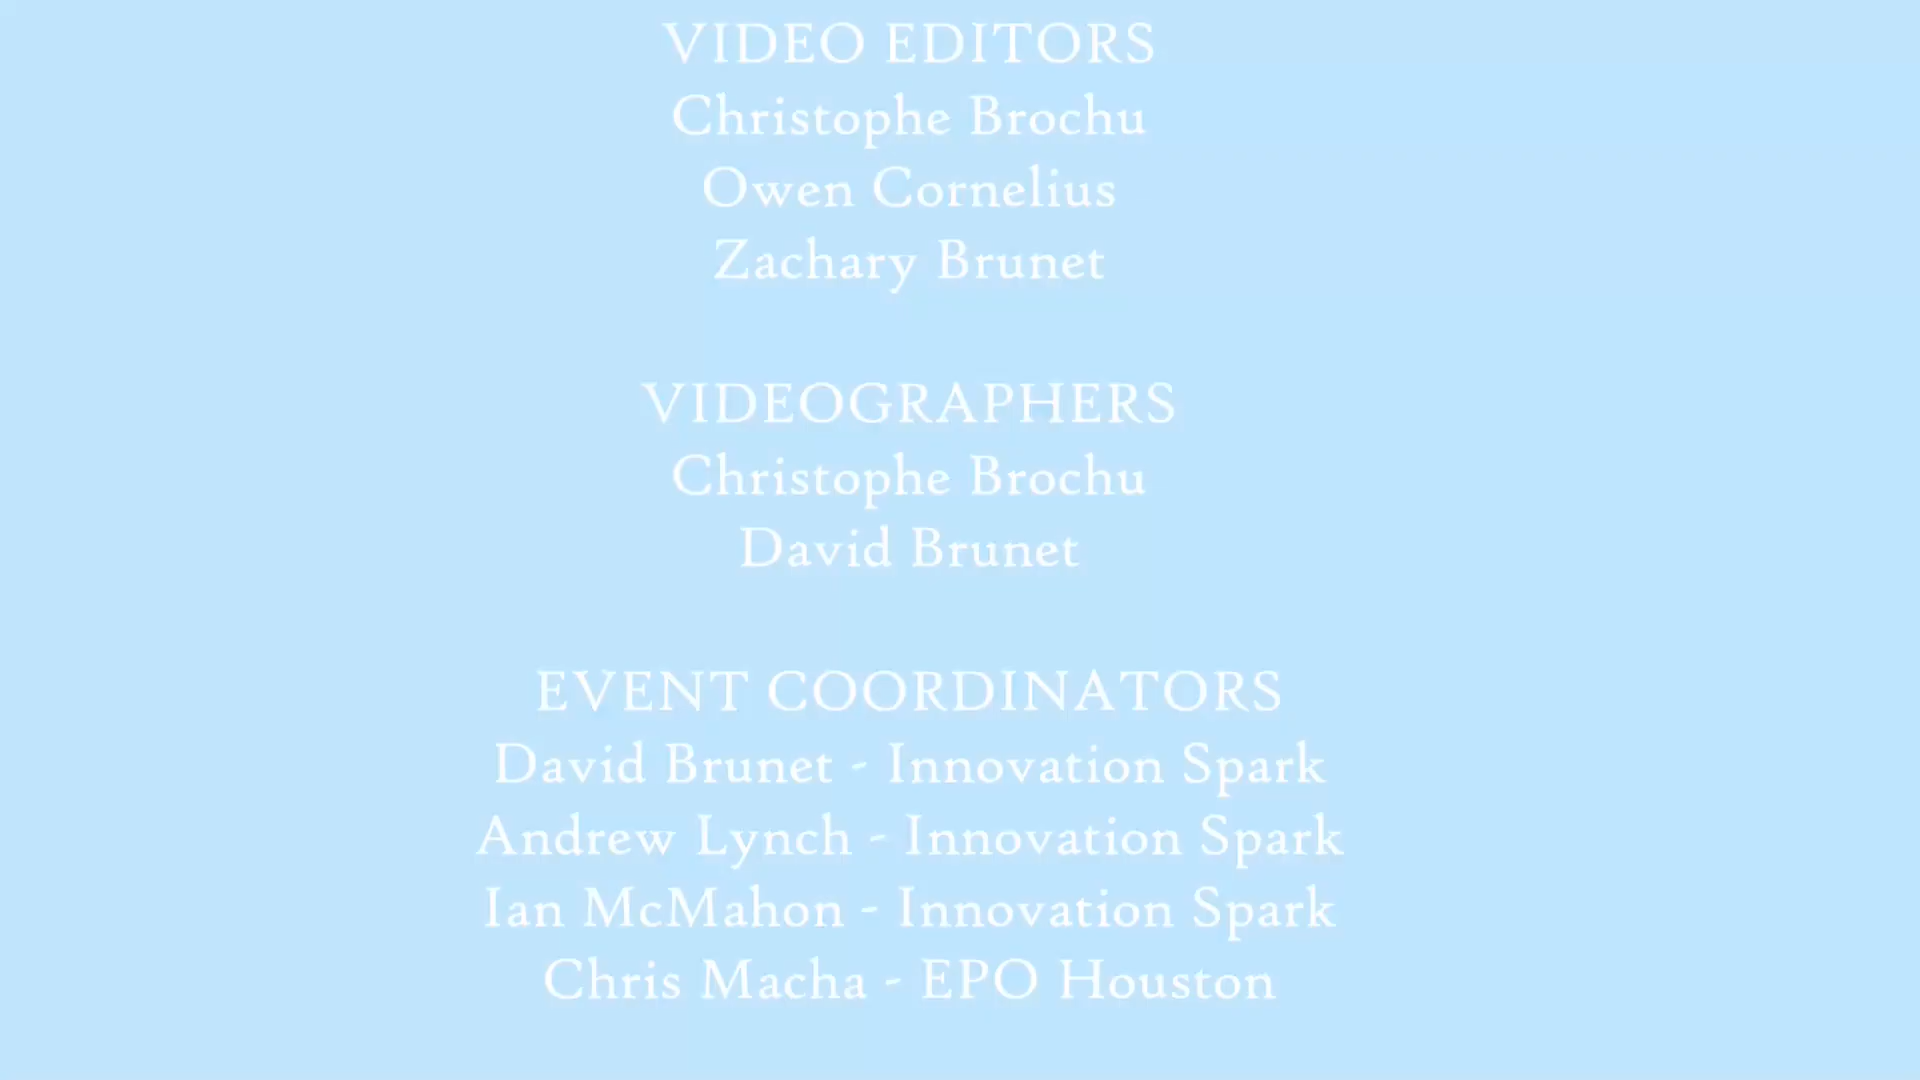 VIDEO EDITORS
Christophe Brochu
Owen Cornelius
Zachary Brunet
VIDEOGRAPHERS
Christophe Brochu
David Brunet
EVENT COORDINATORS
David Brunet - Innovation Spark
Andrew Lynch - Innovation Spark
Ian McMahon - Innovation Spark
Chris Macha - EPO Houston